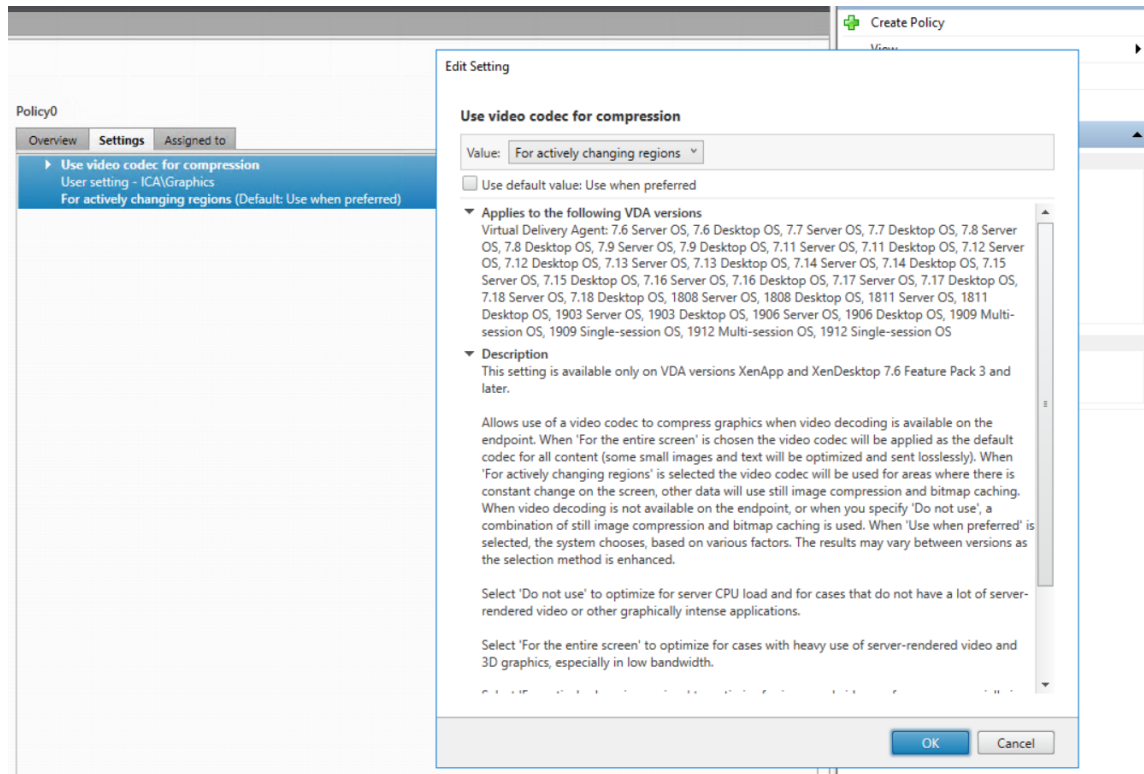 Create Policy
View
Edit Setting
Policy0
Overview Settings Assigned to
Use video codec for compression
User setting - ICA\Graphics
For actively changing regions (Default: Use when preferred)
Use video codec for compression
Value: For actively changing regions
Use default value: Use when preferred
Applies to the following VDA versions
Virtual Delivery Agent: 7.6 Server OS, 7.6 Desktop OS, 7.7 Server OS, 7.7 Desktop OS, 7.8 Server
OS, 7.8 Desktop OS, 7.9 Server OS, 7.9 Desktop OS, 7.11 Server OS, 7.11 Desktop OS, 7.12 Server
OS, 7.12 Desktop OS, 7.13 Server OS, 7.13 Desktop OS, 7.14 Server OS, 7.14 Desktop OS, 7.15
Server OS, 7.15 Desktop OS, 7.16 Server OS, 7.16 Desktop OS, 7.17 Server OS, 7.17 Desktop OS,
7.18 Server OS, 7.18 Desktop OS, 1808 Server OS, 1808 Desktop OS, 1811 Server OS, 1811
Desktop OS, 1903 Server OS, 1903 Desktop OS, 1906 Server OS, 1906 Desktop OS, 1909 Multi-
session OS, 1909 Single-session OS, 1912 Multi-session OS, 1912 Single-session OS
Description
This setting is available only on VDA versions XenApp and XenDesktop 7.6 Feature Pack 3 and
later.
Allows use of a video codec to compress graphics when video decoding is available on the
endpoint. When 'For the entire screen' is chosen the video codec will be applied as the default
codec for all content (some small images and text will be optimized and sent losslessly). When
'For actively changing regions' is selected the video codec will be used for areas where there is
constant change on the screen, other data will use still image compression and bitmap caching.
When video decoding is not available on the endpoint, or when you specify 'Do not use', a
combination of still image compression and bitmap caching is used. When 'Use when preferred' is
selected, the system chooses, based on various factors. The results may vary between versions as
the selection method is enhanced.
Select 'Do not use' to optimize for server CPU load and for cases that do not have a lot of server-
rendered video or other graphically intense applications.
Select 'For the entire screen' to optimize for cases with heavy use of server-rendered video and
3D graphics, especially in low bandwidth.
OK Cancel